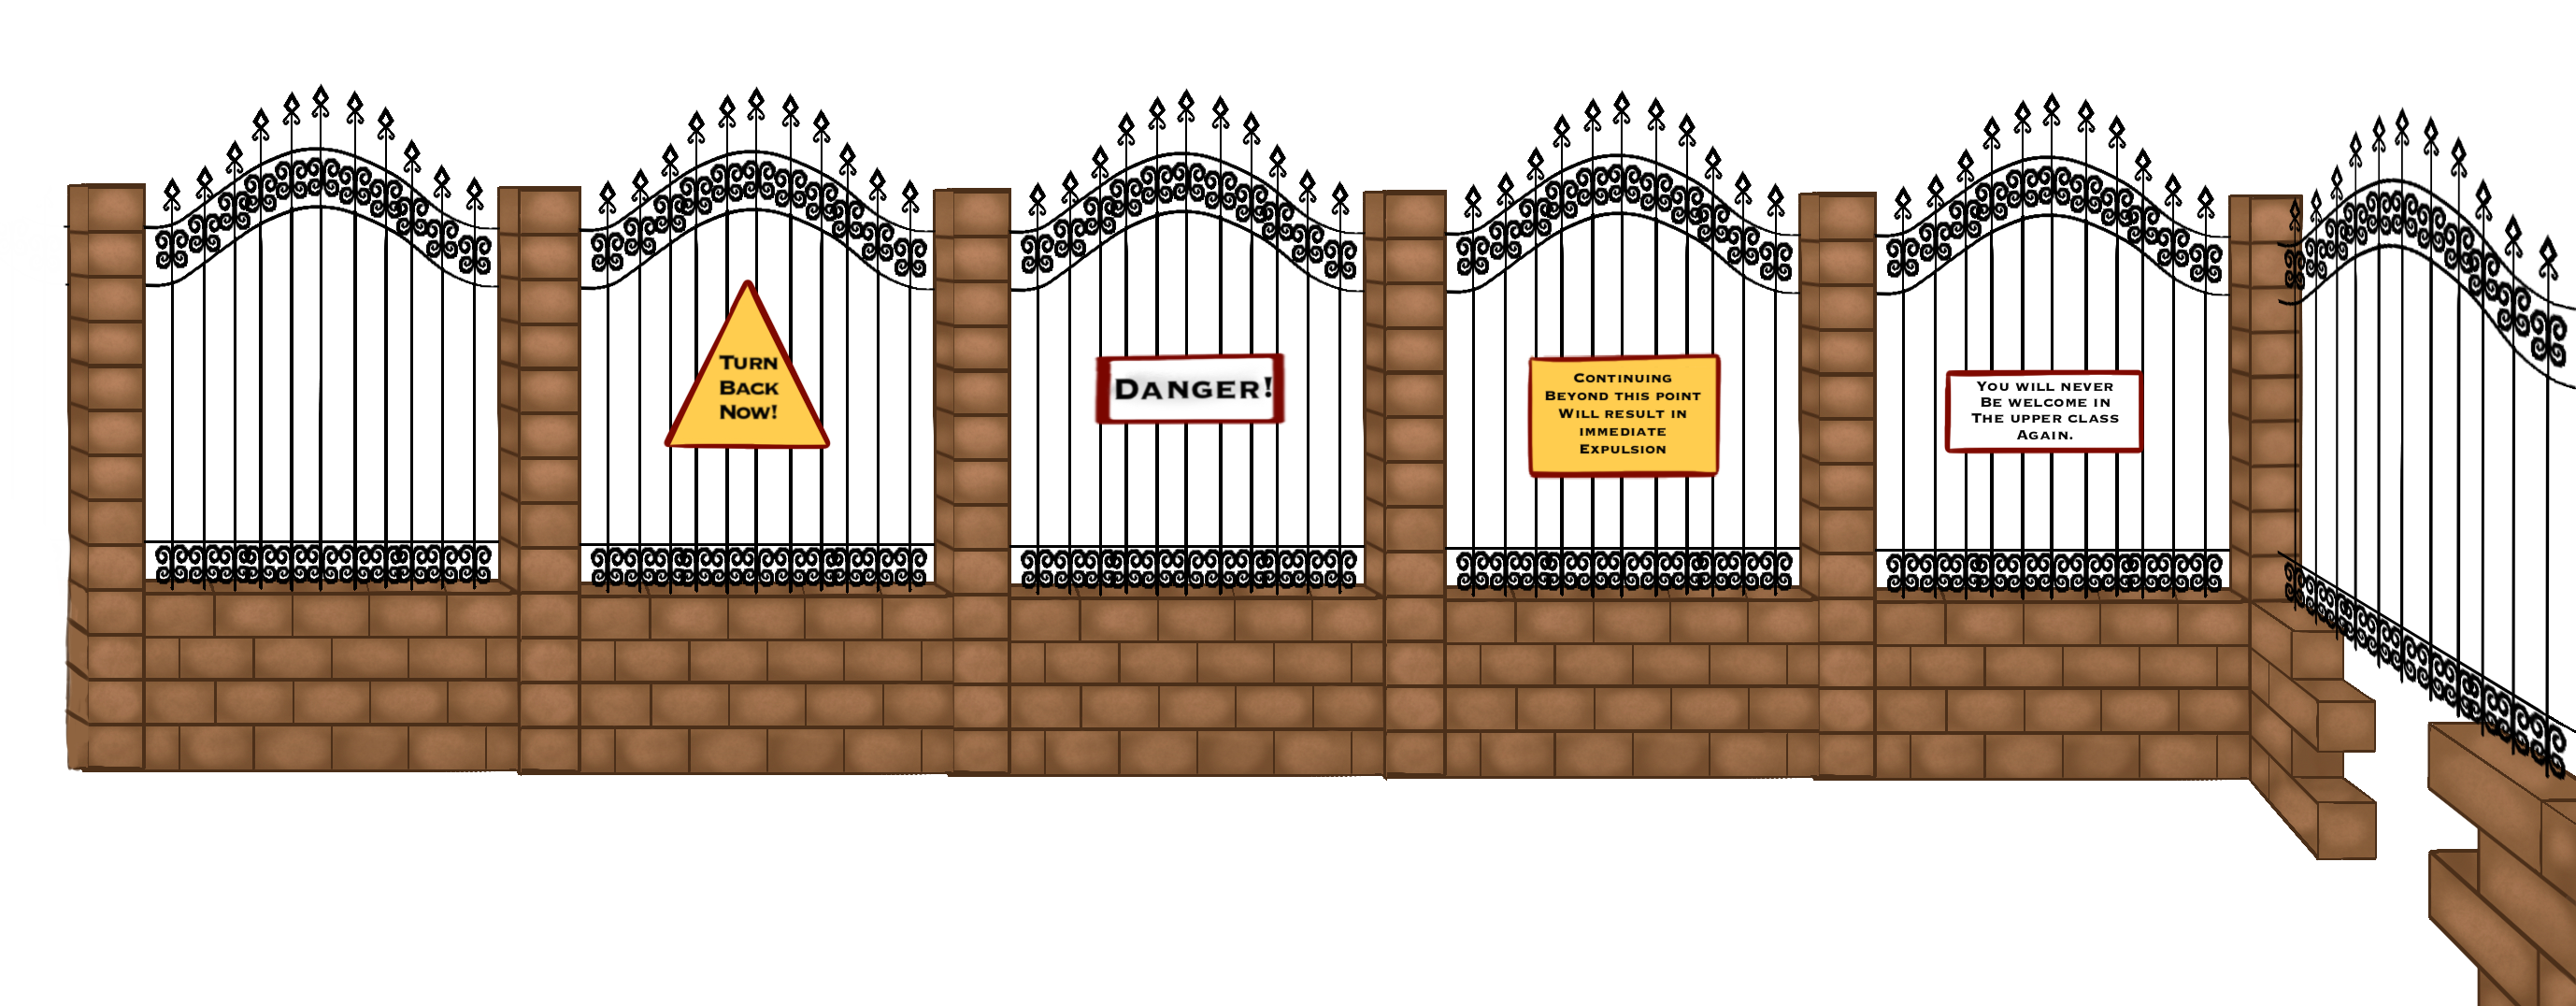 Turn
Back
Now!
Danger!
Continuing
Beyond this point
Will result in
immediate
Expulsion
You will never
Be welcome in
The upper class
Again.